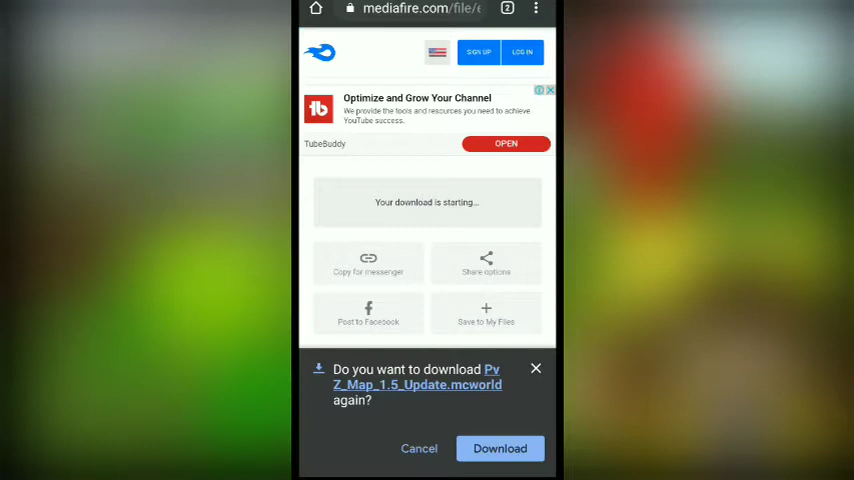 mediafire.com/file/e
2
SIGN UP
LOG IN
Optimize and Grow Your Channel
We provide the tools and resources you need to achieve
YouTube success.
TubeBuddy
OPEN
Your download is starting...
Copy for messenger
Share options
Post to Facebook
Save to My Files
Do you want to download Pv
Z_Map_1.5_Update.mcworld
again?
Cancel
Download